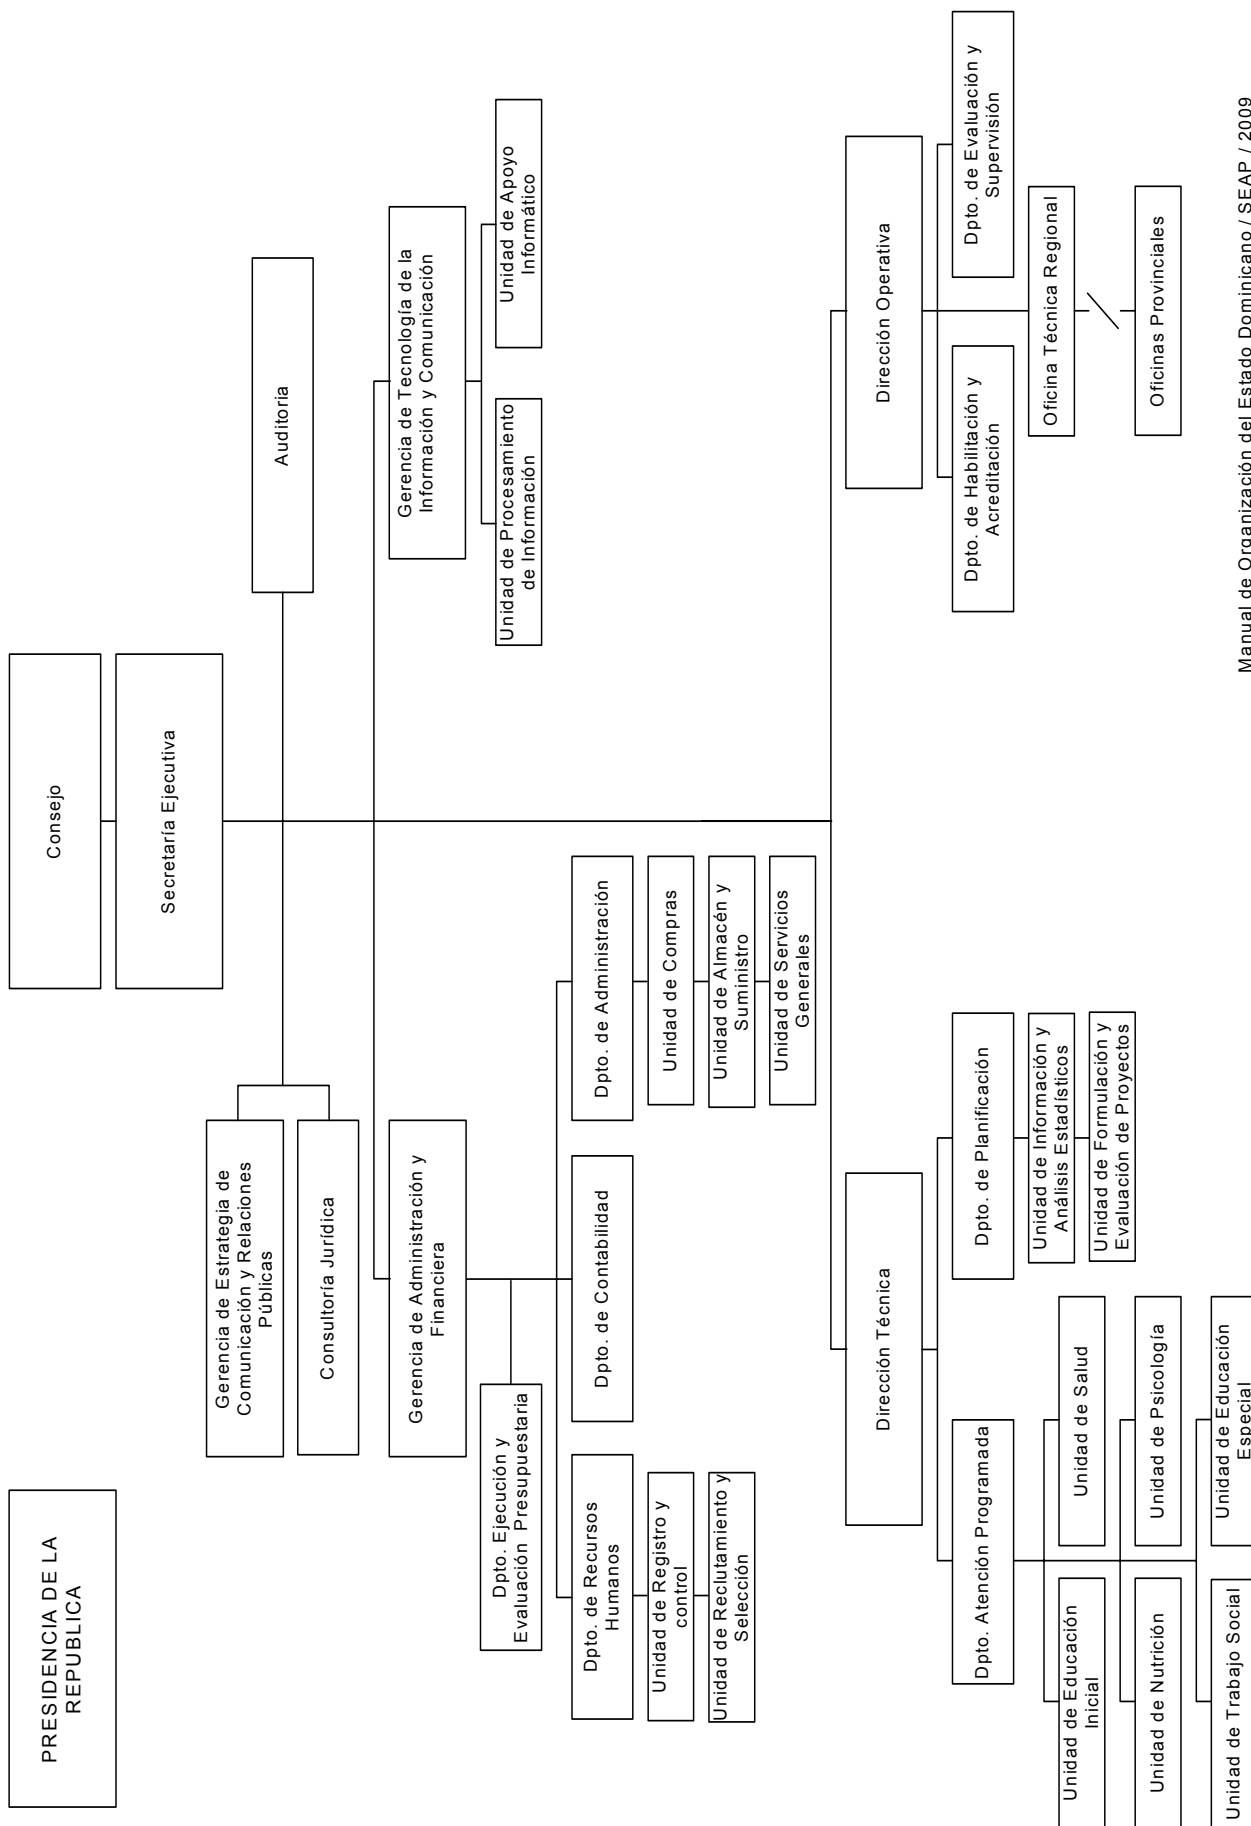 PRESIDENCIA DE LA
REPUBLICA
Consejo
Secretaría Ejecutiva
Gerencia de Estrategia de
Comunicación y Relaciones
Públicas
Consultoría Jurídica
Auditoria
Gerencia de Administración y
Financiera
Gerencia de Tecnología de la
Información y Comunicación
Dpto. Ejecución y
Evaluación Presupuestaria
Unidad de Procesamiento
de Información
Unidad de Apoyo
Informático
Dpto. de Recursos
Humanos
Dpto. de Contabilidad
Dpto. de Administración
Unidad de Registro y
control
Unidad de Compras
Unidad de Reclutamiento y
Selección
Unidad de Almacén y
Suministro
Unidad de Servicios
Generales
Dirección Técnica
Dirección Operativa
Dpto. Atención Programada
Dpto. de Planificación
Dpto. de Habilitación y
Acreditación
Dpto. de Evaluación y
Supervisión
Unidad de Información y
Análisis Estadísticos
Oficina Técnica Regional
Unidad de Educación
Inicial
Unidad de Salud
Unidad de Formulación y
Evaluación de Proyectos
Unidad de Nutrición
Unidad de Psicología
Oficinas Provinciales
Unidad de Trabajo Social
Unidad de Educación
Especial
Manual de Organización del Estado Dominicano / SEAP / 2009